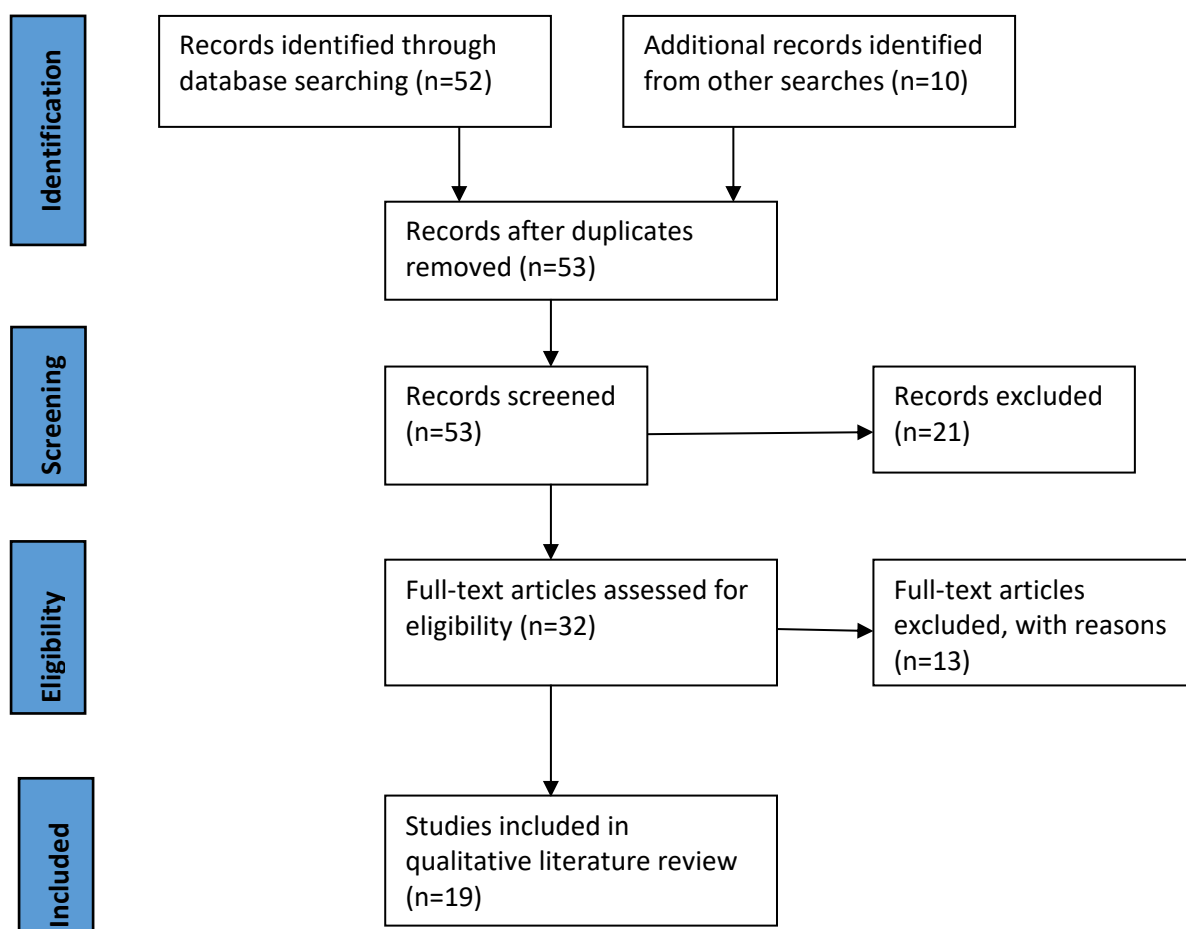 Identification
Records identified through
database searching (n=52)
Additional records identified
from other searches (n=10)
Records after duplicates
removed (n=53)
Screening
Records screened
(n=53)
Records excluded
(n=21)
Eligibility
Full-text articles assessed for
eligibility (n=32)
Full-text articles
excluded, with reasons
(n=13)
Included
Studies included in
qualitative literature review
(n=19)